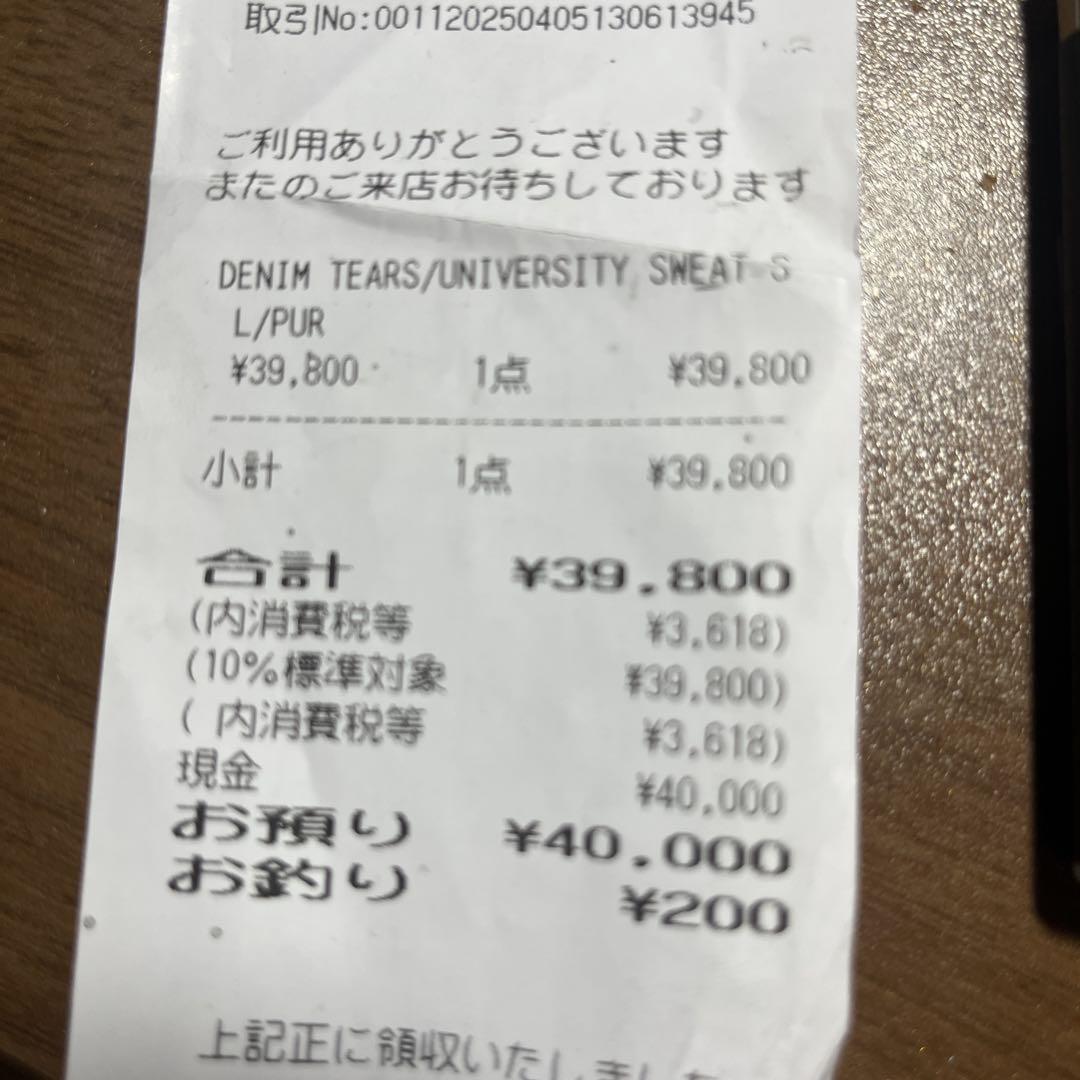 取引No:001120250405130613945
ご利用ありがとうございます
またのご来店お待ちしております
DENIM TEARS/UNIVERSITY SWEAT S
L/PUR
¥39,800 1点 ¥39,800
--------------------------------
小計 1点 ¥39,800
合計 ¥39,800
(内消費税等 ¥3,618)
(10%標準対象 ¥39,800)
( 内消費税等 ¥3,618)
現金 ¥40,000
お預り ¥40,000
お釣り ¥200
上記正に領収いたしました